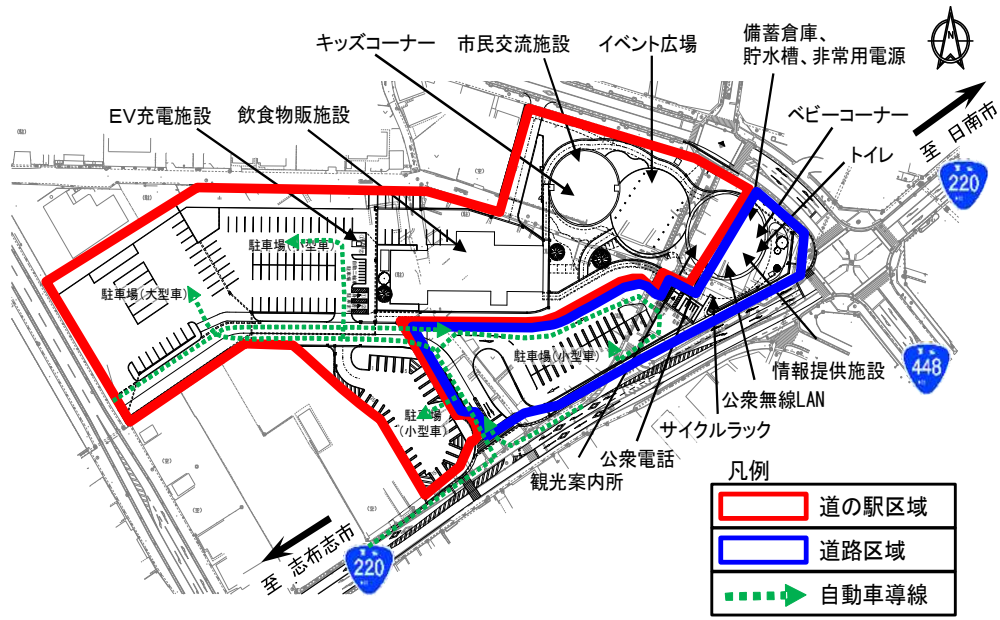 キッズコーナー
市民交流施設
イベント広場
備蓄倉庫、
貯水槽、非常用電源
N
EV充電施設
飲食物販施設
ベビーコーナー
トイレ
至 日南市
220
駐車場(小型車)
駐車場(大型車)
駐車場(小型車)
駐車場
(小型車)
448
情報提供施設
公衆無線LAN
サイクルラック
公衆電話
観光案内所
至 志布志市
220
凡例
道の駅区域
道路区域
自動車導線